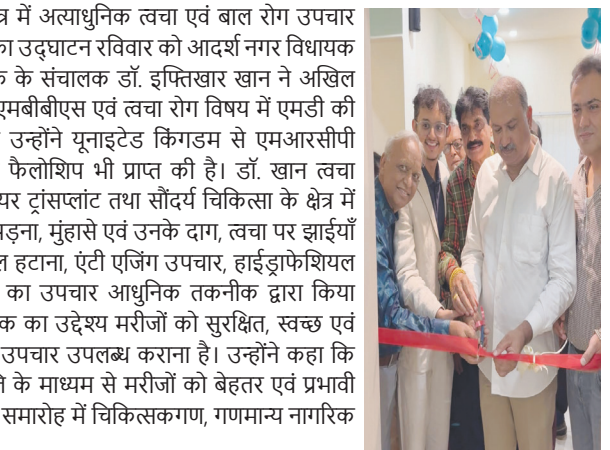 त्र में अत्याधुनिक त्वचा एवं बाल रोग उपचार
का उद्घाटन रविवार को आदर्श नगर विधायक
के के संचालक डॉ. इफ्तिखार खान ने अखिल
एमबीबीएस एवं त्वचा रोग विषय में एमडी की
उन्होंने यूनाइटेड किंगडम से एमआरसीपी
फैलोशिप भी प्राप्त की है। डॉ. खान त्वचा
यर ट्रांसप्लांट तथा सौंदर्य चिकित्सा के क्षेत्र में
मुंहासे एवं उनके दाग, त्वचा पर झाईयाँ
हटाना, एंटी एजिंग उपचार, हाईड्राफेशियल
का उपचार आधुनिक तकनीक द्वारा किया
क का उद्देश्य मरीजों को सुरक्षित, स्वच्छ एवं
उपचार उपलब्ध कराना है। उन्होंने कहा कि
के माध्यम से मरीजों को बेहतर एवं प्रभावी
समारोह में चिकित्सकगण, गणमान्य नागरिक